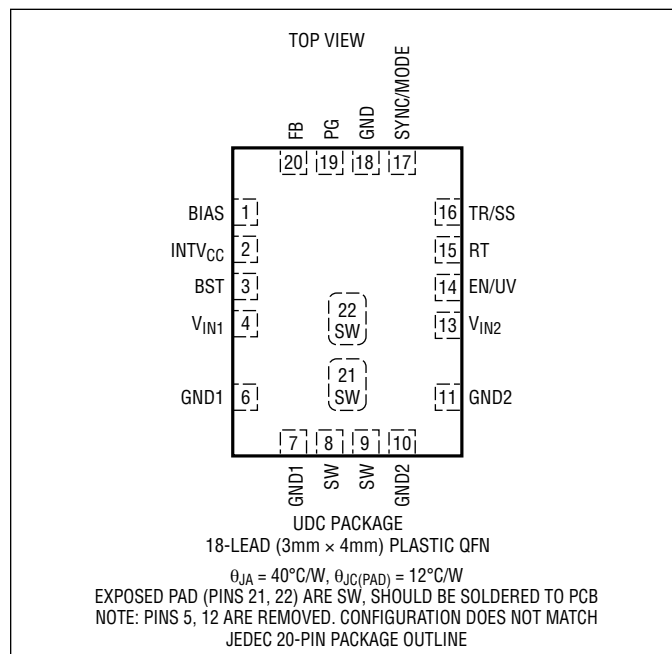 TOP VIEW
FB
PG
GND
SYNC/MODE
20 19 18 17
BIAS 1
16 TR/SS
INTVCC 2
15 RT
BST 3
14 EN/UV
VIN1 4
13 VIN2
22
SW
21
SW
GND1 6
11 GND2
7 8 9 10
GND1
SW
SW
GND2
UDC PACKAGE
18-LEAD (3mm × 4mm) PLASTIC QFN
θJA = 40°C/W, θJC(PAD) = 12°C/W
EXPOSED PAD (PINS 21, 22) ARE SW, SHOULD BE SOLDERED TO PCB
NOTE: PINS 5, 12 ARE REMOVED. CONFIGURATION DOES NOT MATCH
JEDEC 20-PIN PACKAGE OUTLINE